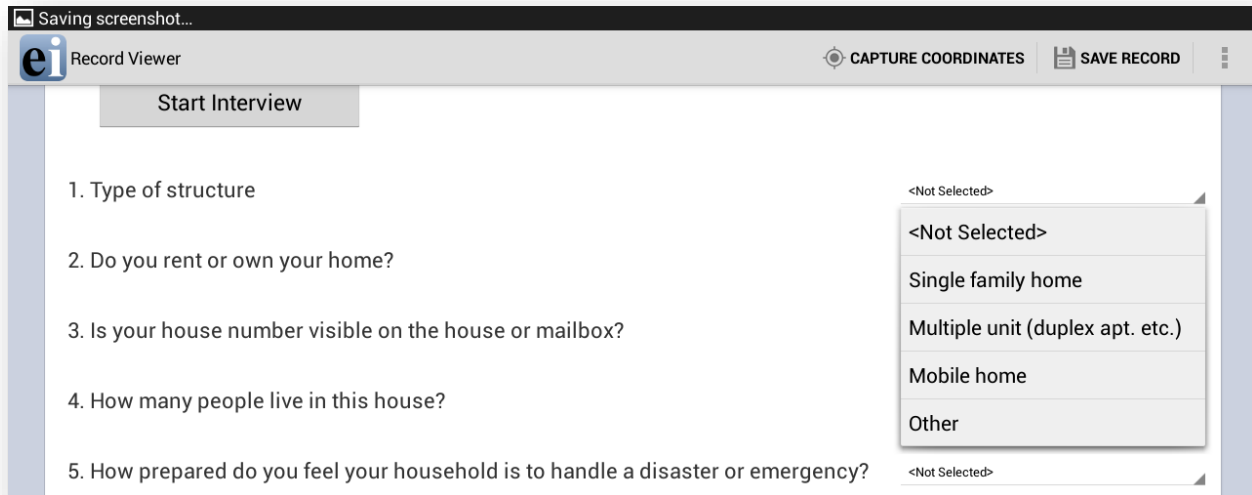 Saving screenshot...
ei Record Viewer CAPTURE COORDINATES SAVE RECORD
Start Interview
1. Type of structure <Not Selected>
<Not Selected>
2. Do you rent or own your home?
Single family home
3. Is your house number visible on the house or mailbox? Multiple unit (duplex apt. etc.)
Mobile home
4. How many people live in this house?
Other
5. How prepared do you feel your household is to handle a disaster or emergency? <Not Selected>